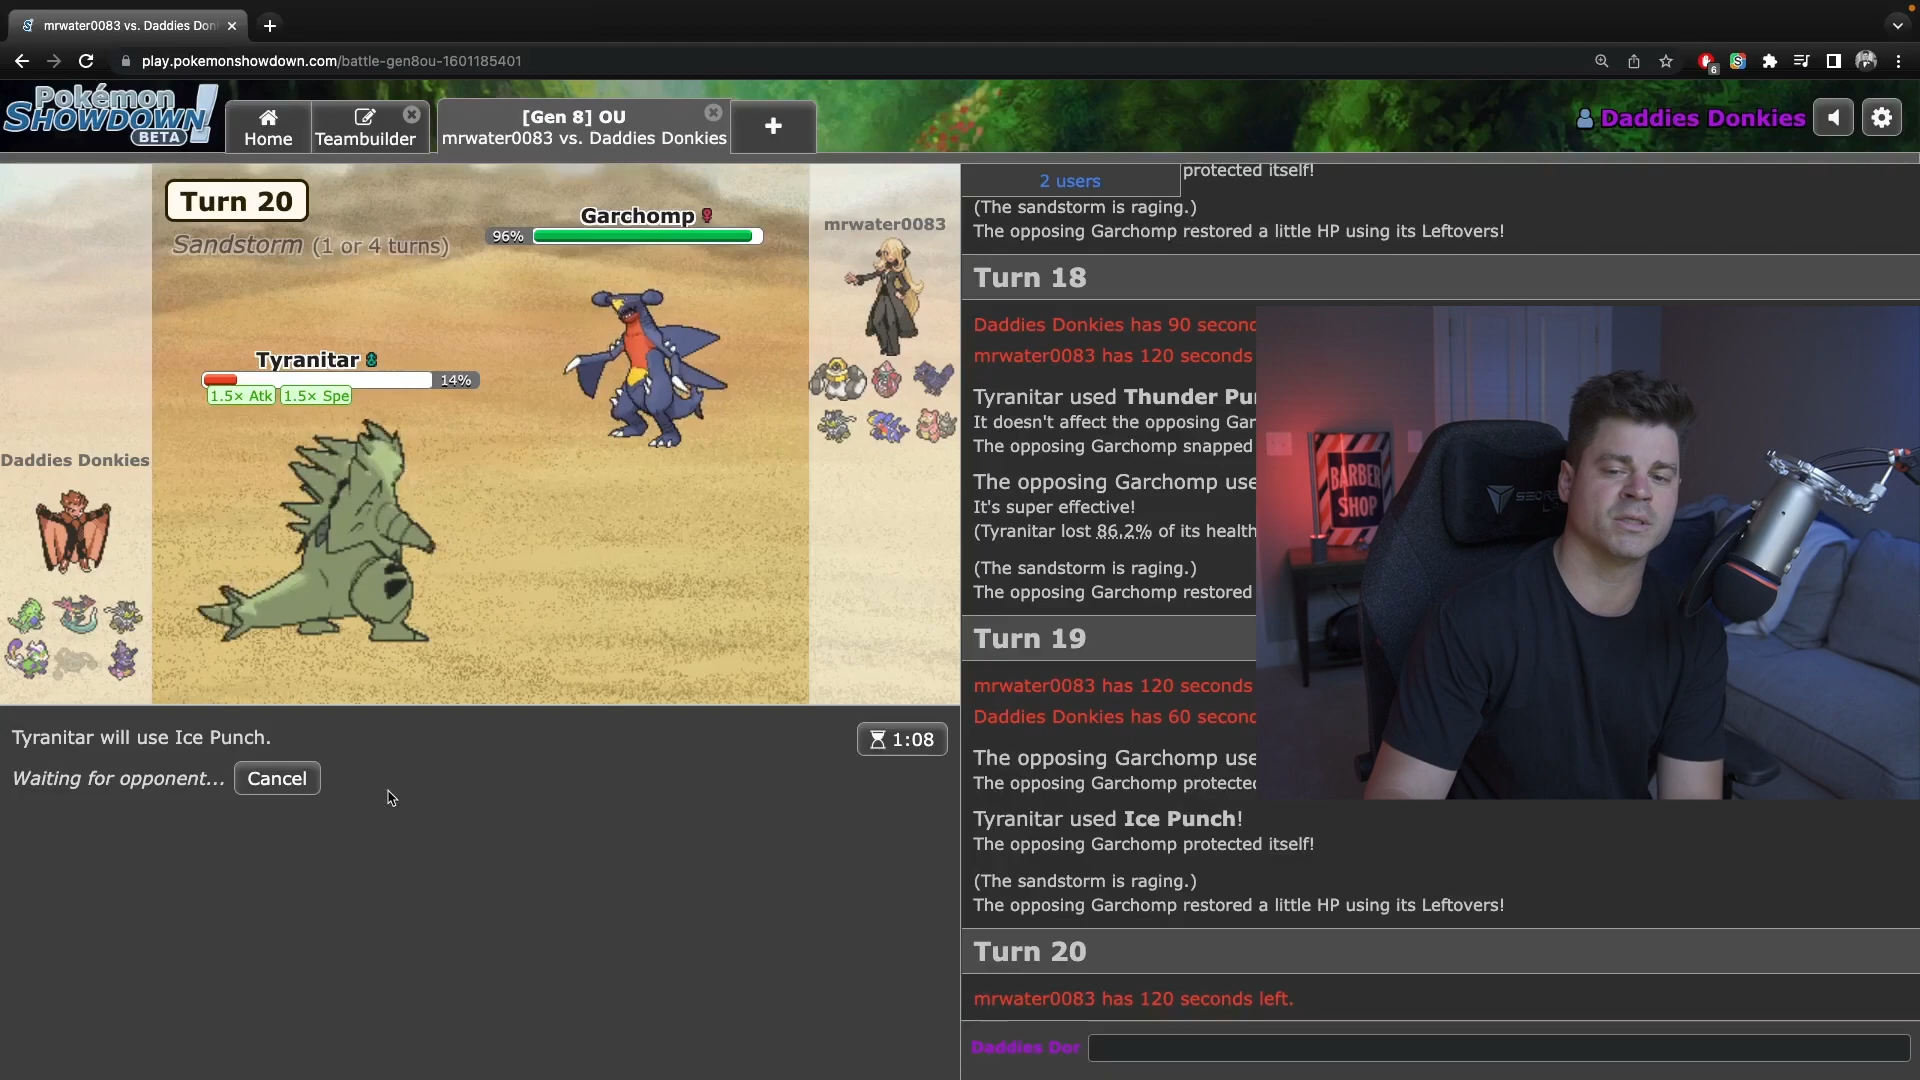 mrwater0083 vs. Daddies Don
play.pokemonshowdown.com/battle-gen8ou-1601185401
6
Pokémon
SHOWDOWN!
BETA
Home
Teambuilder
[Gen 8] OU
mrwater0083 vs. Daddies Donkies
Daddies Donkies
Turn 20
Sandstorm (1 or 4 turns)
Garchomp
96%
mrwater0083
Tyranitar
14%
1.5× Atk
1.5× Spe
Daddies Donkies
Tyranitar will use Ice Punch.
1:08
Waiting for opponent...
Cancel
2 users
protected itself!
(The sandstorm is raging.)
The opposing Garchomp restored a little HP using its Leftovers!
Turn 18
Daddies Donkies has 90 second
mrwater0083 has 120 seconds
Tyranitar used Thunder Pu
It doesn't affect the opposing Gar
The opposing Garchomp snapped
The opposing Garchomp use
It's super effective!
(Tyranitar lost 86.2% of its health
(The sandstorm is raging.)
The opposing Garchomp restored
Turn 19
mrwater0083 has 120 seconds
Daddies Donkies has 60 second
The opposing Garchomp use
The opposing Garchomp protected
Tyranitar used Ice Punch!
The opposing Garchomp protected itself!
(The sandstorm is raging.)
The opposing Garchomp restored a little HP using its Leftovers!
Turn 20
mrwater0083 has 120 seconds left.
Daddies Dor
BARBER
SHOP